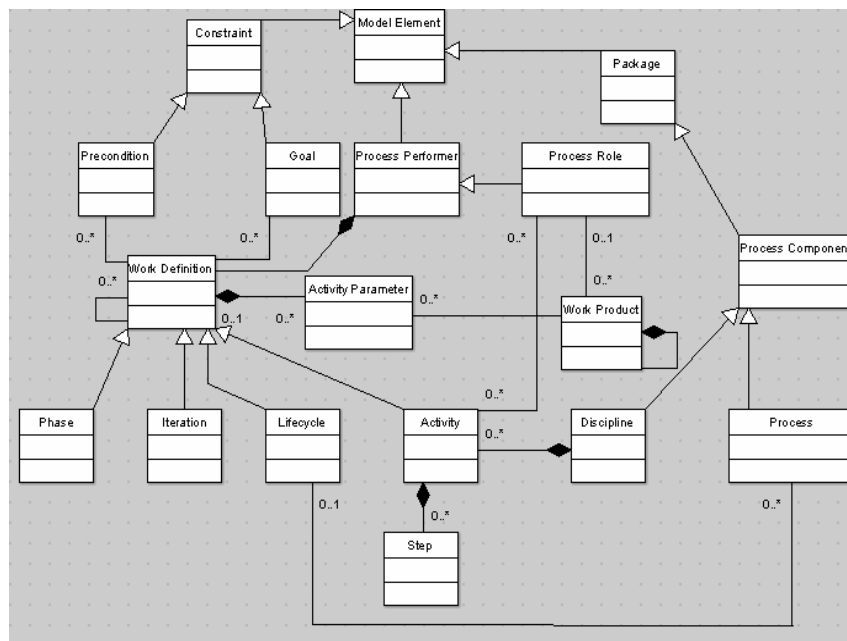 Model Element
Constraint
Package
Precondition
Goal
Process Performer
Process Role
0..*
0..*
0..*
0..1
Process Component
Work Definition
0..*
0..*
Activity Parameter
0..*
0..1
0..*
Work Product
0..*
Phase
Iteration
Lifecycle
Activity
0..*
Discipline
Process
0..1
0..*
0..*
Step